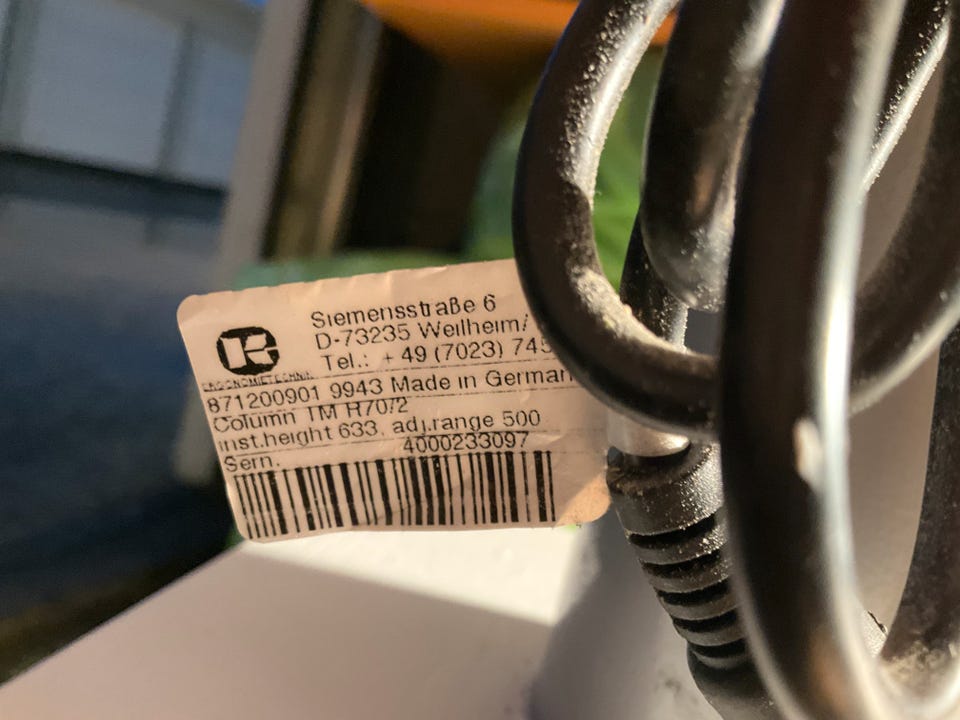 Siemensstraße 6
D-73235 Weilheim/
Tel.: + 49 (7023) 745
ERGONOMIETECHNIK
871200901 9943 Made in German
Column TM R70/2
inst.height 633, adj.range 500
4000233097
Sern.